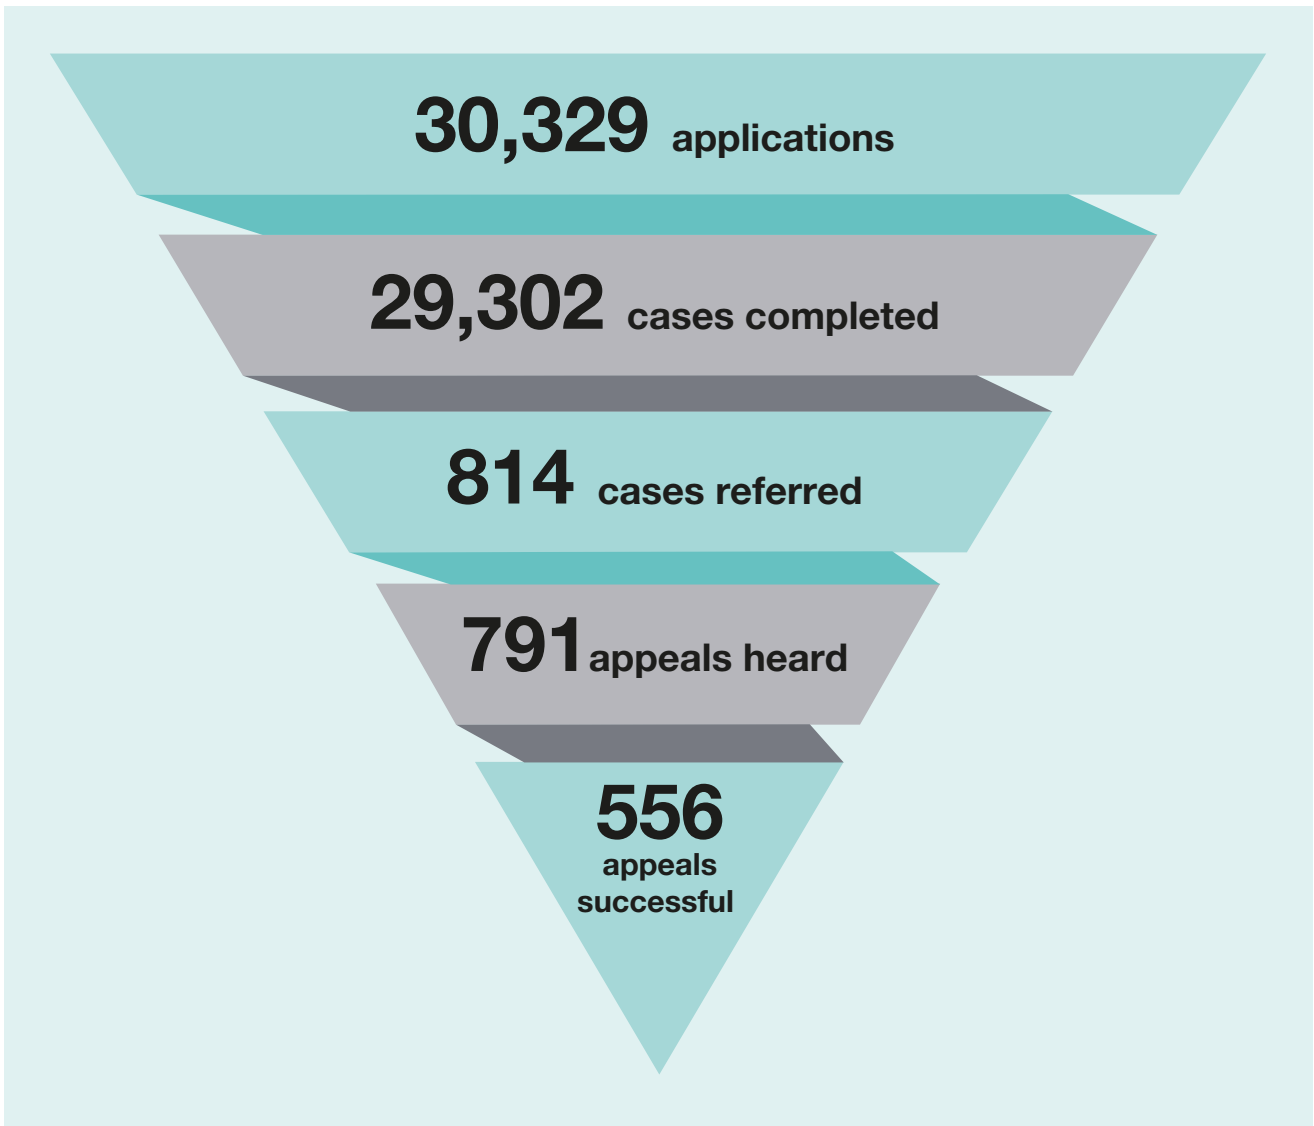 30,329 applications
29,302 cases completed
814 cases referred
791 appeals heard
556
appeals
successful